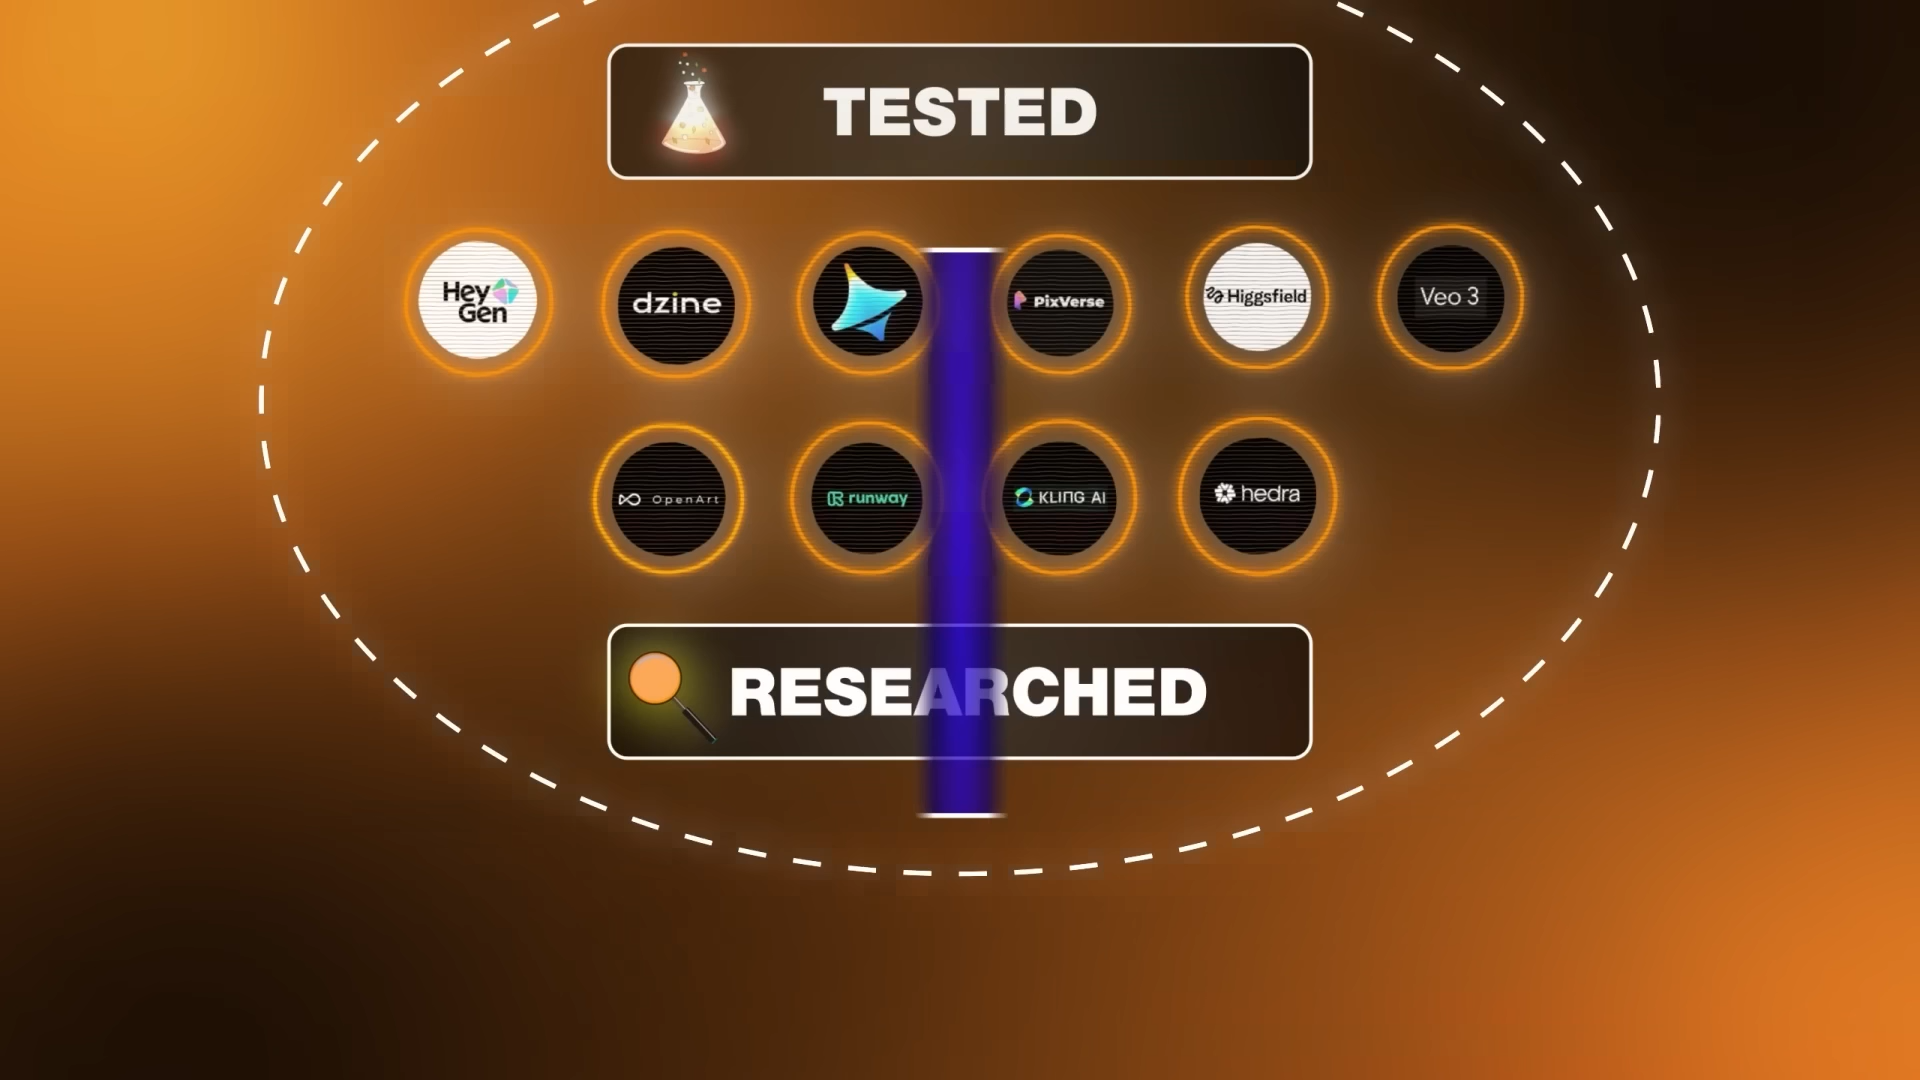 TESTED
Hey
Gen
dzine
PixVerse
Higgsfield
Veo 3
OpenArt
runway
KLING AI
hedra
RESEARCHED